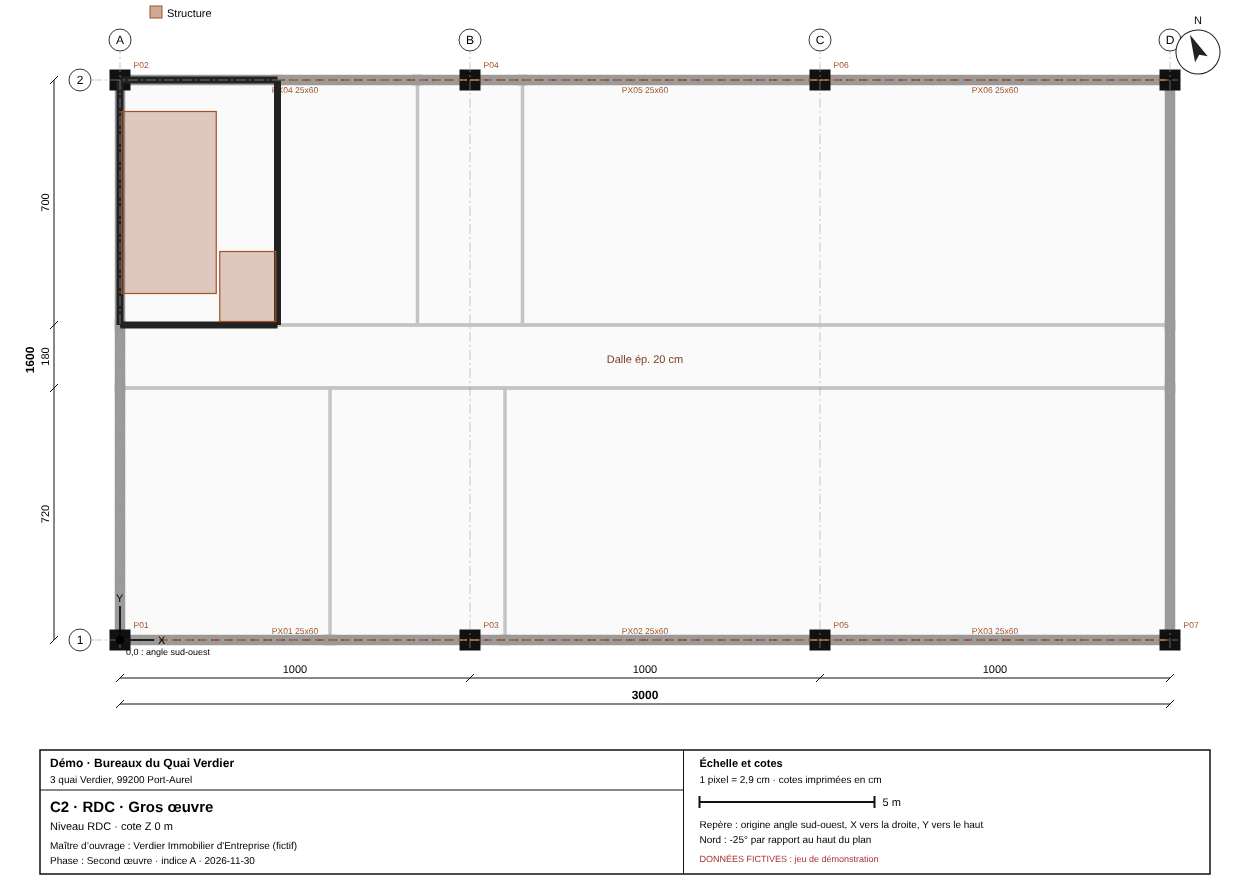 Structure
A
B
C
D
N
2
P02
P04
P06
PX04 25x60
PX05 25x60
PX06 25x60
700
1600
180
Dalle ép. 20 cm
720
Y
X
1
P01
PX01 25x60
P03
PX02 25x60
P05
PX03 25x60
P07
0,0 : angle sud-ouest
1000
1000
1000
3000
Démo · Bureaux du Quai Verdier
3 quai Verdier, 99200 Port-Aurel
C2 · RDC · Gros œuvre
Niveau RDC · cote Z 0 m
Maître d'ouvrage : Verdier Immobilier d'Entreprise (fictif)
Phase : Second œuvre · indice A · 2026-11-30
Échelle et cotes
1 pixel = 2,9 cm · cotes imprimées en cm
5 m
Repère : origine angle sud-ouest, X vers la droite, Y vers le haut
Nord : -25° par rapport au haut du plan
DONNÉES FICTIVES : jeu de démonstration